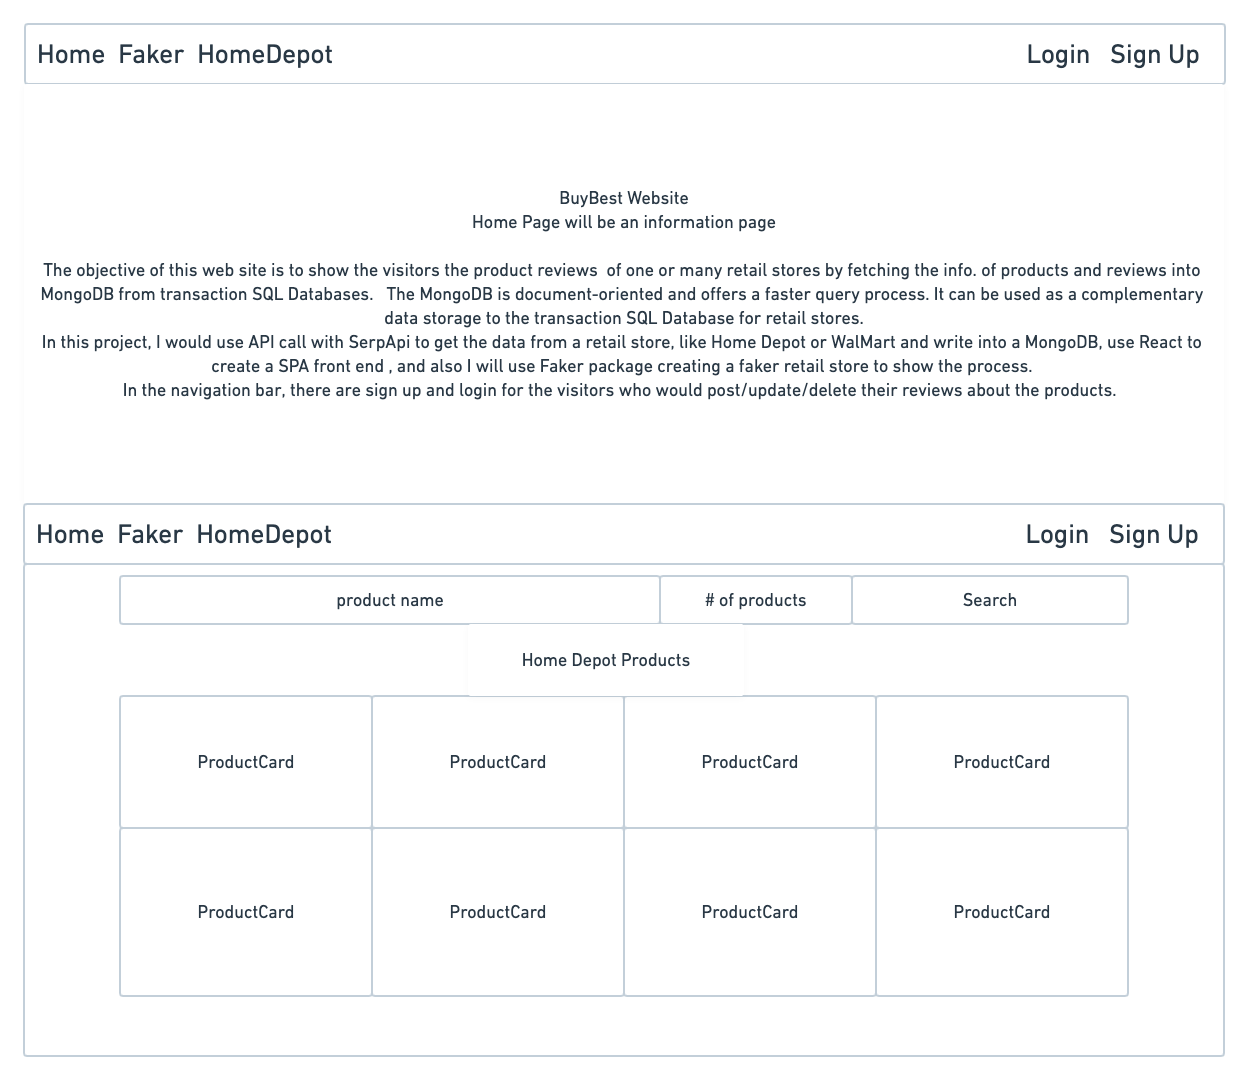 Home Faker HomeDepot Login Sign Up
BuyBest Website
Home Page will be an information page
The objective of this web site is to show the visitors the product reviews  of one or many retail stores by fetching the info. of products and reviews into
MongoDB from transaction SQL Databases.   The MongoDB is document-oriented and offers a faster query process. It can be used as a complementary
data storage to the transaction SQL Database for retail stores.
In this project, I would use API call with SerpApi to get the data from a retail store, like Home Depot or WalMart and write into a MongoDB, use React to
create a SPA front end , and also I will use Faker package creating a faker retail store to show the process.
In the navigation bar, there are sign up and login for the visitors who would post/update/delete their reviews about the products.
Home Faker HomeDepot Login Sign Up
product name # of products Search
Home Depot Products
ProductCard ProductCard ProductCard ProductCard
ProductCard ProductCard ProductCard ProductCard